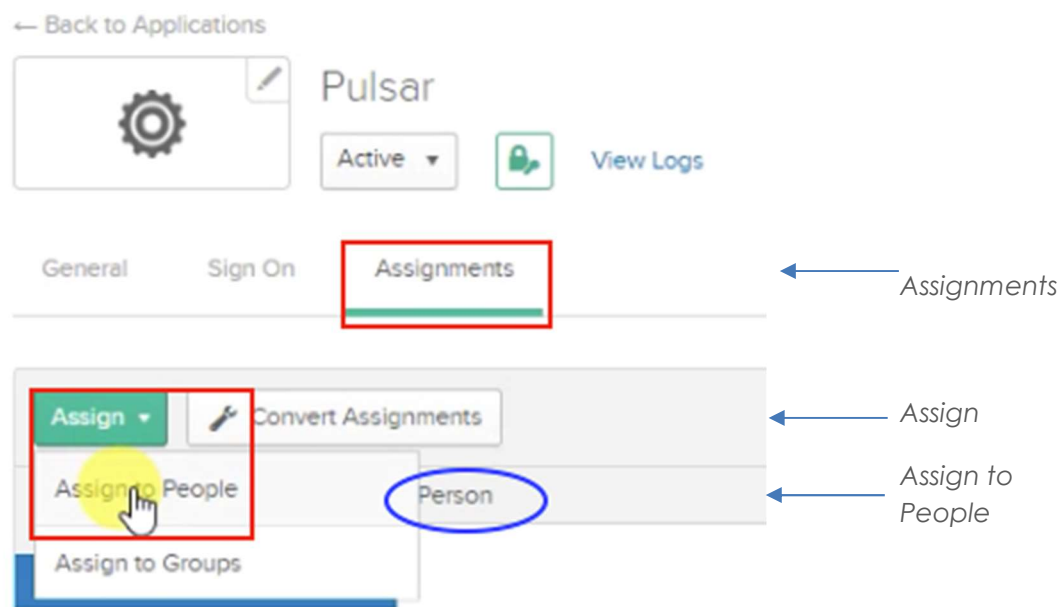 ← Back to Applications
Pulsar
Active
View Logs
General Sign On Assignments
Assignments
Assign Convert Assignments
Assign
Assign to People Person
Assign to
People
Assign to Groups